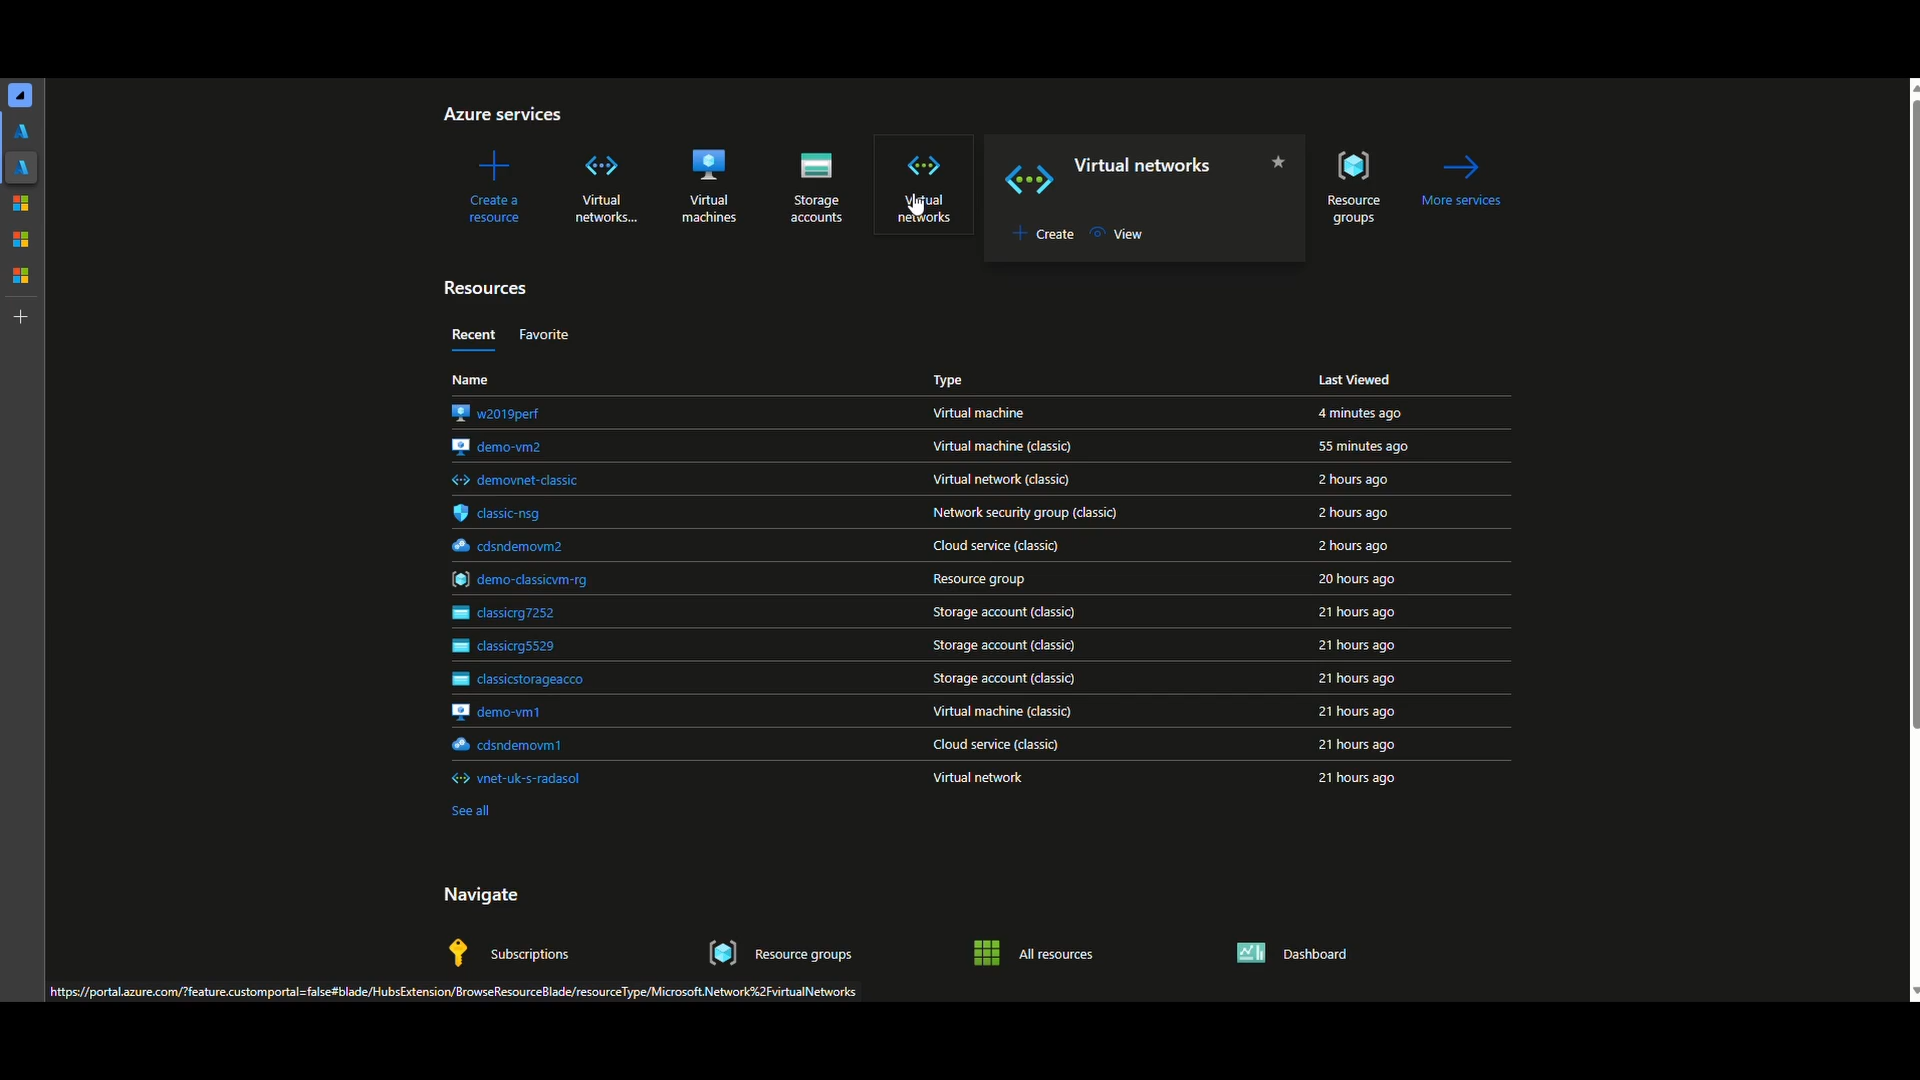 Azure services
Create a
resource
Virtual
networks...
Virtual
machines
Storage
accounts
Virtual
networks
Virtual networks
Create
View
Resource
groups
More services
Resources
Recent Favorite
Name Type Last Viewed
w2019perf Virtual machine 4 minutes ago
demo-vm2 Virtual machine (classic) 55 minutes ago
demovnet-classic Virtual network (classic) 2 hours ago
classic-nsg Network security group (classic) 2 hours ago
cdsndemovm2 Cloud service (classic) 2 hours ago
demo-classicvm-rg Resource group 20 hours ago
classicrg7252 Storage account (classic) 21 hours ago
classicrg5529 Storage account (classic) 21 hours ago
classicstorageacco Storage account (classic) 21 hours ago
demo-vm1 Virtual machine (classic) 21 hours ago
cdsndemovm1 Cloud service (classic) 21 hours ago
vnet-uk-s-radasol Virtual network 21 hours ago
See all
Navigate
Subscriptions Resource groups All resources Dashboard
https://portal.azure.com/?feature.customportal=false#blade/HubsExtension/BrowseResourceBlade/resourceType/Microsoft.Network%2FvirtualNetworks